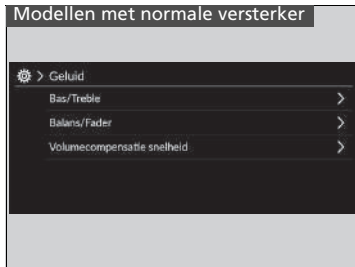 Modellen met normale versterker
Geluid
Bas/Treble
Balans/Fader
Volumecompensatie snelheid